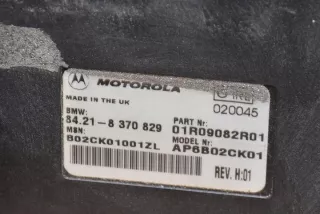 MOTOROLA
MADE IN THE UK
020045
BMW:
84.21-8 370 829
PART Nr:
01R09082R01
MSN:
B02CK01001ZL
MODEL Nr:
AP6B02CK01
REV. H:01